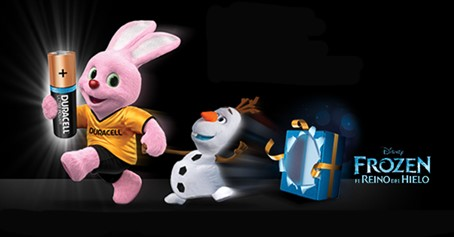 +
DURACELL
DURACELL
Disney
FROZEN
EL REINO DEL HIELO